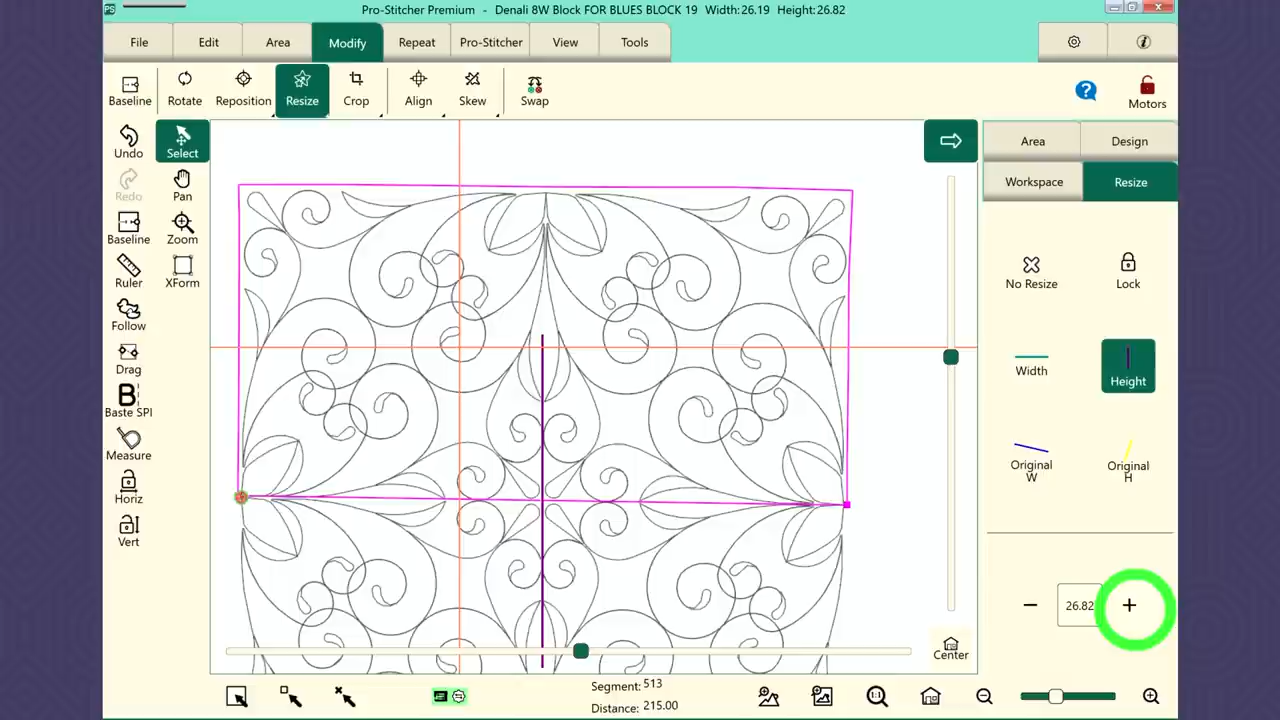 PS
Pro-Stitcher Premium - Denali 8W Block FOR BLUES BLOCK 19 Width:26.19 Height:26.82
File Edit Area Modify Repeat Pro-Stitcher View Tools
Baseline Rotate Reposition Resize Crop Align Skew Swap ? Motors
Undo Select
Redo Pan
Baseline Zoom
Ruler XForm
Follow
Drag
B
Baste SPI
Measure
Horiz
Vert
Area Design
Workspace Resize
No Resize Lock
Width Height
Original W
Original H
− 26.82 +
Center
Segment: 513
Distance: 215.00
1:1